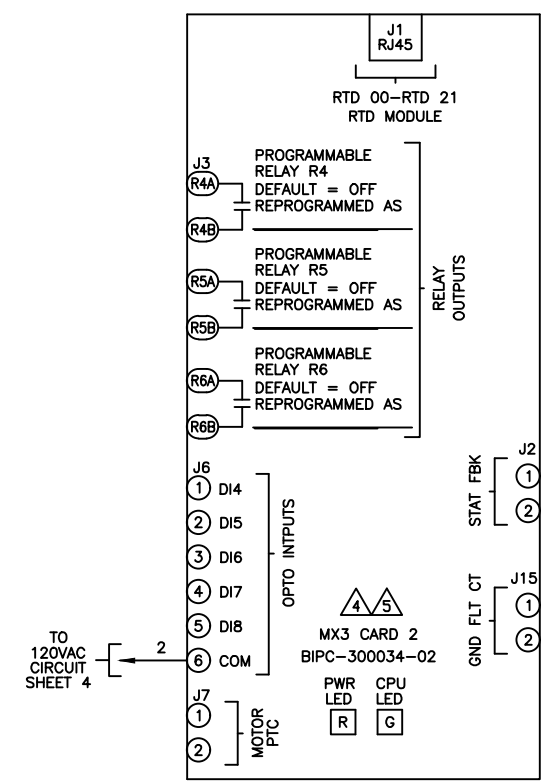 J1
RJ45
RTD 00-RTD 21
RTD MODULE
J3
R4A
R4B
PROGRAMMABLE
RELAY R4
DEFAULT = OFF
REPROGRAMMED AS
R5A
R5B
PROGRAMMABLE
RELAY R5
DEFAULT = OFF
REPROGRAMMED AS
R6A
R6B
PROGRAMMABLE
RELAY R6
DEFAULT = OFF
REPROGRAMMED AS
RELAY
OUTPUTS
J6
1 DI4
2 DI5
3 DI6
4 DI7
5 DI8
6 COM
OPTO INTPUTS
TO
120VAC
CIRCUIT
SHEET 4
2
J7
1
2
MOTOR
PTC
J2
1
2
STAT FBK
J15
1
2
GND FLT CT
4 5
MX3 CARD 2
BIPC-300034-02
PWR
LED
R
CPU
LED
G